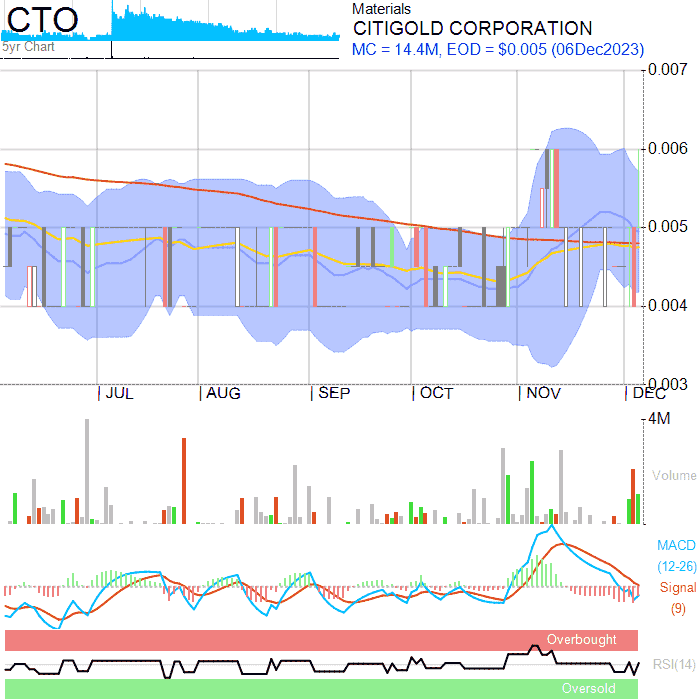 CTO
5yr Chart
Materials
CITIGOLD CORPORATION
MC = 14.4M, EOD = $0.005 (06Dec2023)
0.007
0.006
0.005
0.004
0.003
JUL
AUG
SEP
OCT
NOV
DEC
4M
Volume
MACD
(12-26)
Signal
(9)
Overbought
RSI(14)
Oversold